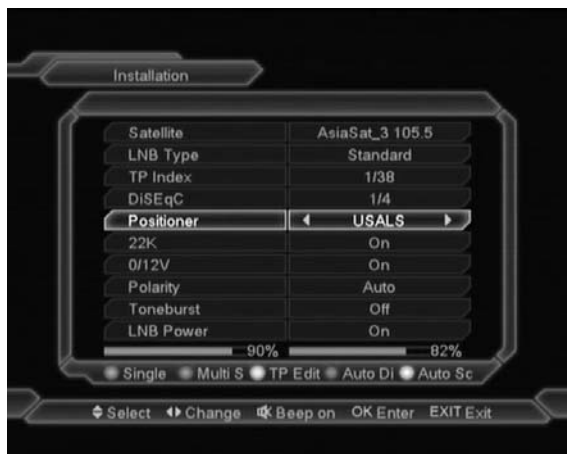 Installation
Satellite AsiaSat_3 105.5
LNB Type Standard
TP Index 1/38
DiSEqC 1/4
Positioner USALS
22K On
0/12V On
Polarity Auto
Toneburst Off
LNB Power On
90% 82%
Single Multi S TP Edit Auto Di Auto Sc
Select Change Beep on OK Enter EXIT Exit